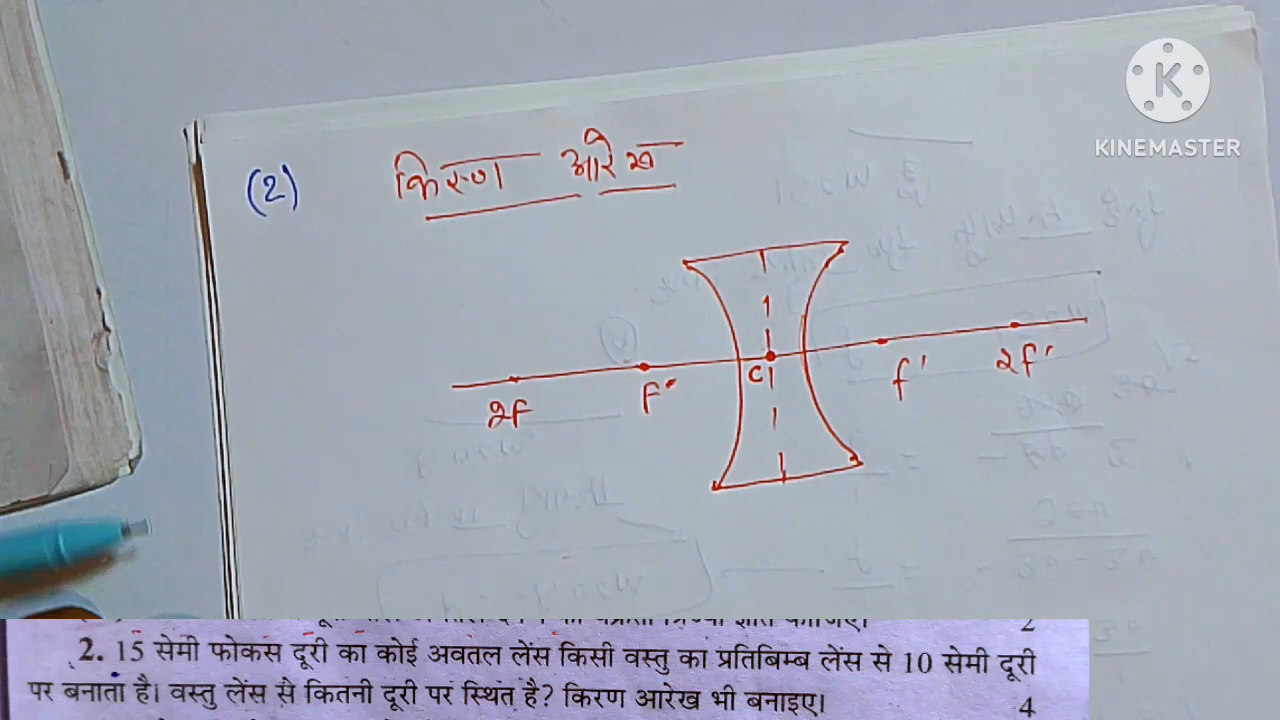 KINEMASTER
(2) किरण आरेख
2F
F
C
f'
2F'
2
2. 15 सेमी फोकस दूरी का कोई अवतल लेंस किसी वस्तु का प्रतिबिम्ब लेंस से 10 सेमी दूरी
पर बनाता है। वस्तु लेंस से कितनी दूरी पर स्थित है? किरण आरेख भी बनाइए। 4